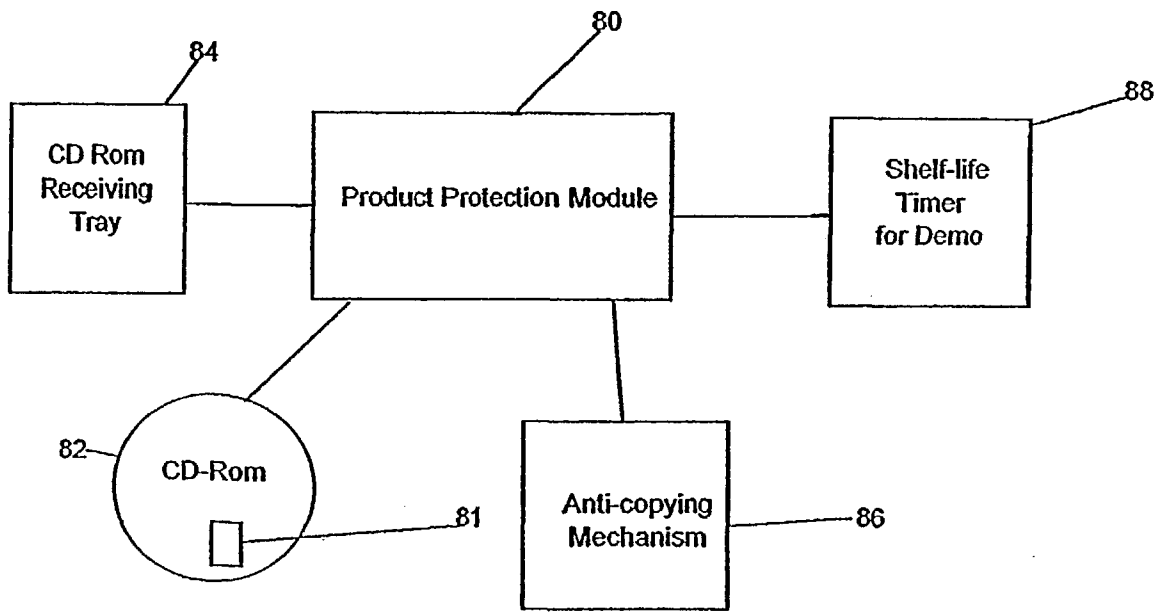 80
84
88
CD Rom
Receiving
Tray
Product Protection Module
Shelf-life
Timer
for Demo
82
CD-Rom
81
Anti-copying
Mechanism
86